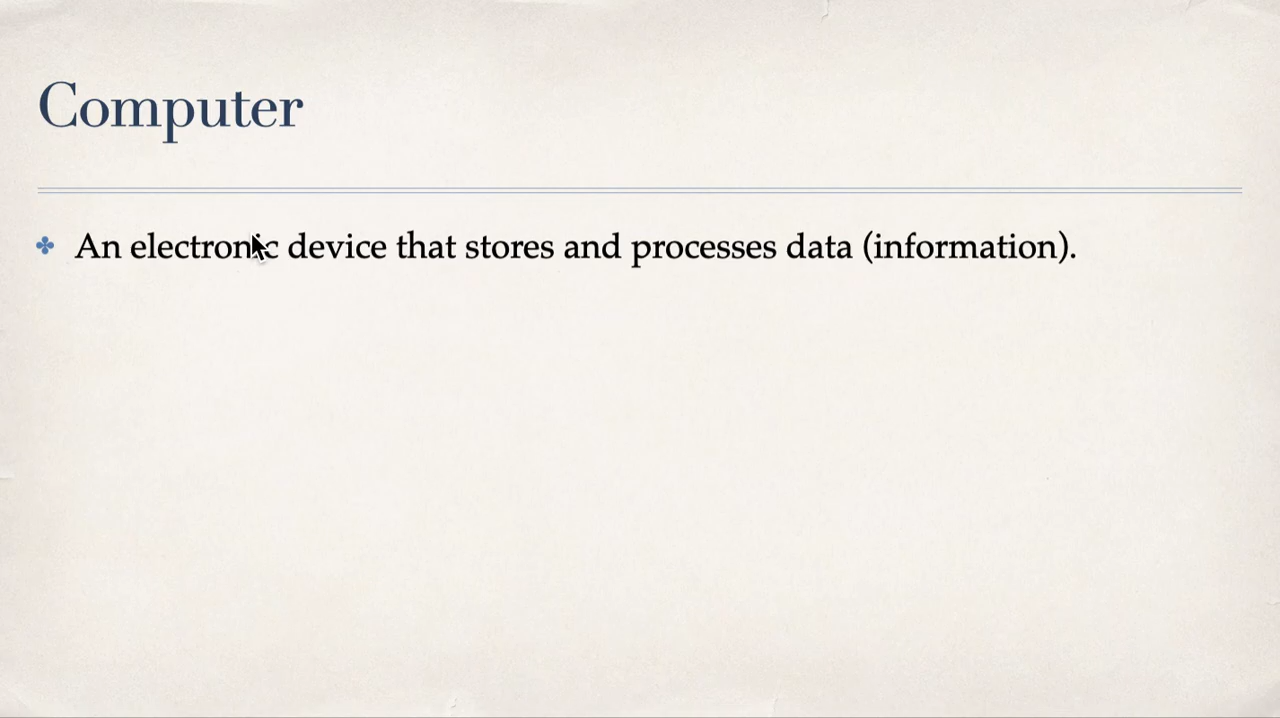 Computer
An electronic device that stores and processes data (information).